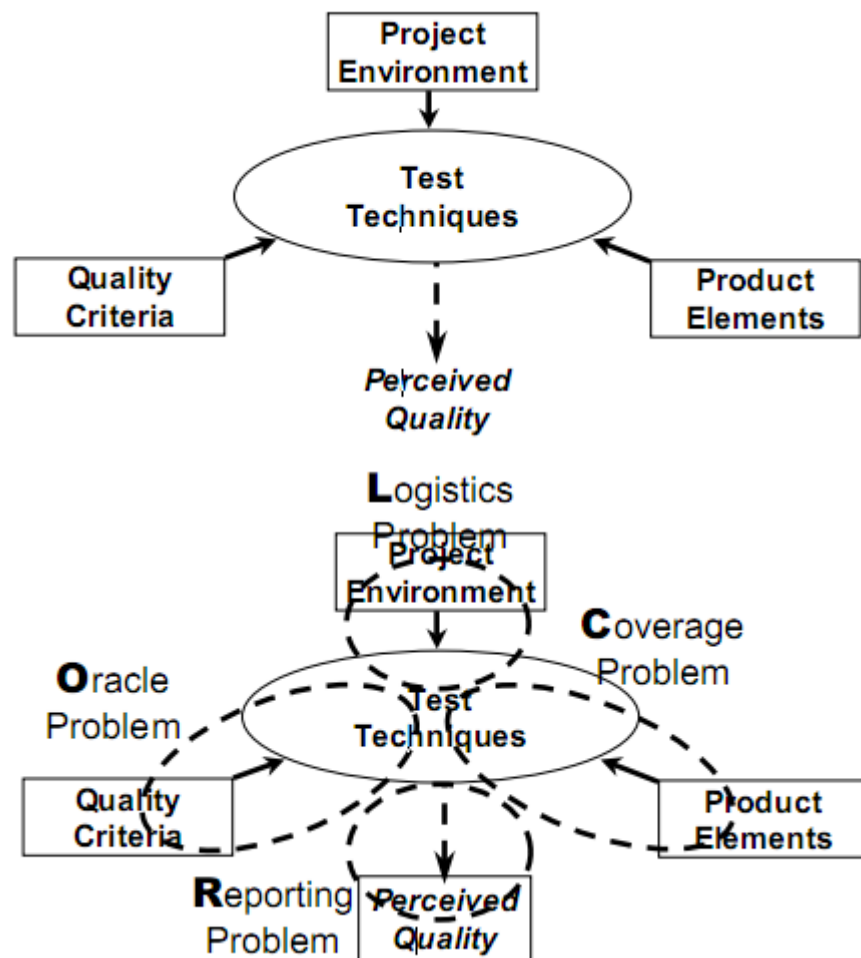 Project
Environment
Test
Techniques
Quality
Criteria
Product
Elements
Perceived
Quality
Logistics
Problem
Project
Environment
Coverage
Problem
Oracle
Problem
Test
Techniques
Quality
Criteria
Product
Elements
Reporting
Problem
Perceived
Quality